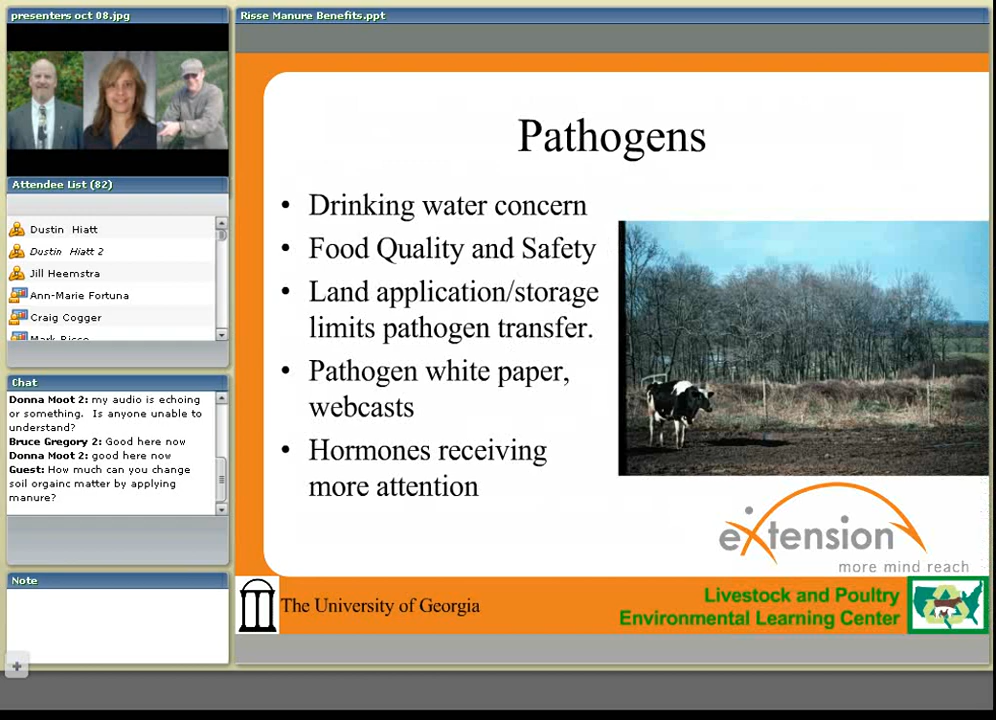 presenters oct 08.jpg
Attendee List (82)
Dustin Hiatt
Dustin Hiatt 2
Jill Heemstra
Ann-Marie Fortuna
Craig Cogger
Mark Risse
Chat
Donna Moot 2: my audio is echoing
or something. Is anyone unable to
understand?
Bruce Gregory 2: Good here now
Donna Moot 2: good here now
Guest: How much can you change
soil orgainc matter by applying
manure?
Note
Risse Manure Benefits.ppt
Pathogens
• Drinking water concern
• Food Quality and Safety
• Land application/storage
limits pathogen transfer.
• Pathogen white paper,
webcasts
• Hormones receiving
more attention
eXtension
more mind reach
The University of Georgia
Livestock and Poultry
Environmental Learning Center